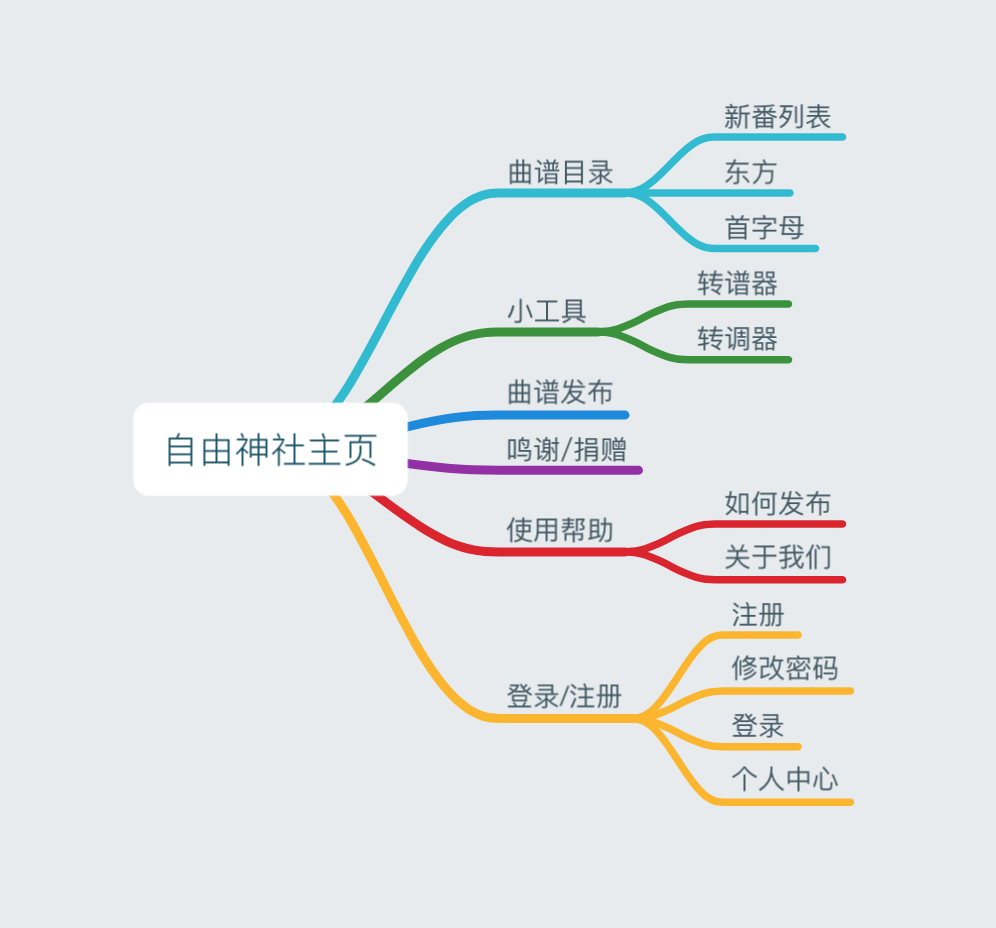 自由神社主页
曲谱目录
新番列表
东方
首字母
小工具
转谱器
转调器
曲谱发布
鸣谢/捐赠
使用帮助
如何发布
关于我们
登录/注册
注册
修改密码
登录
个人中心